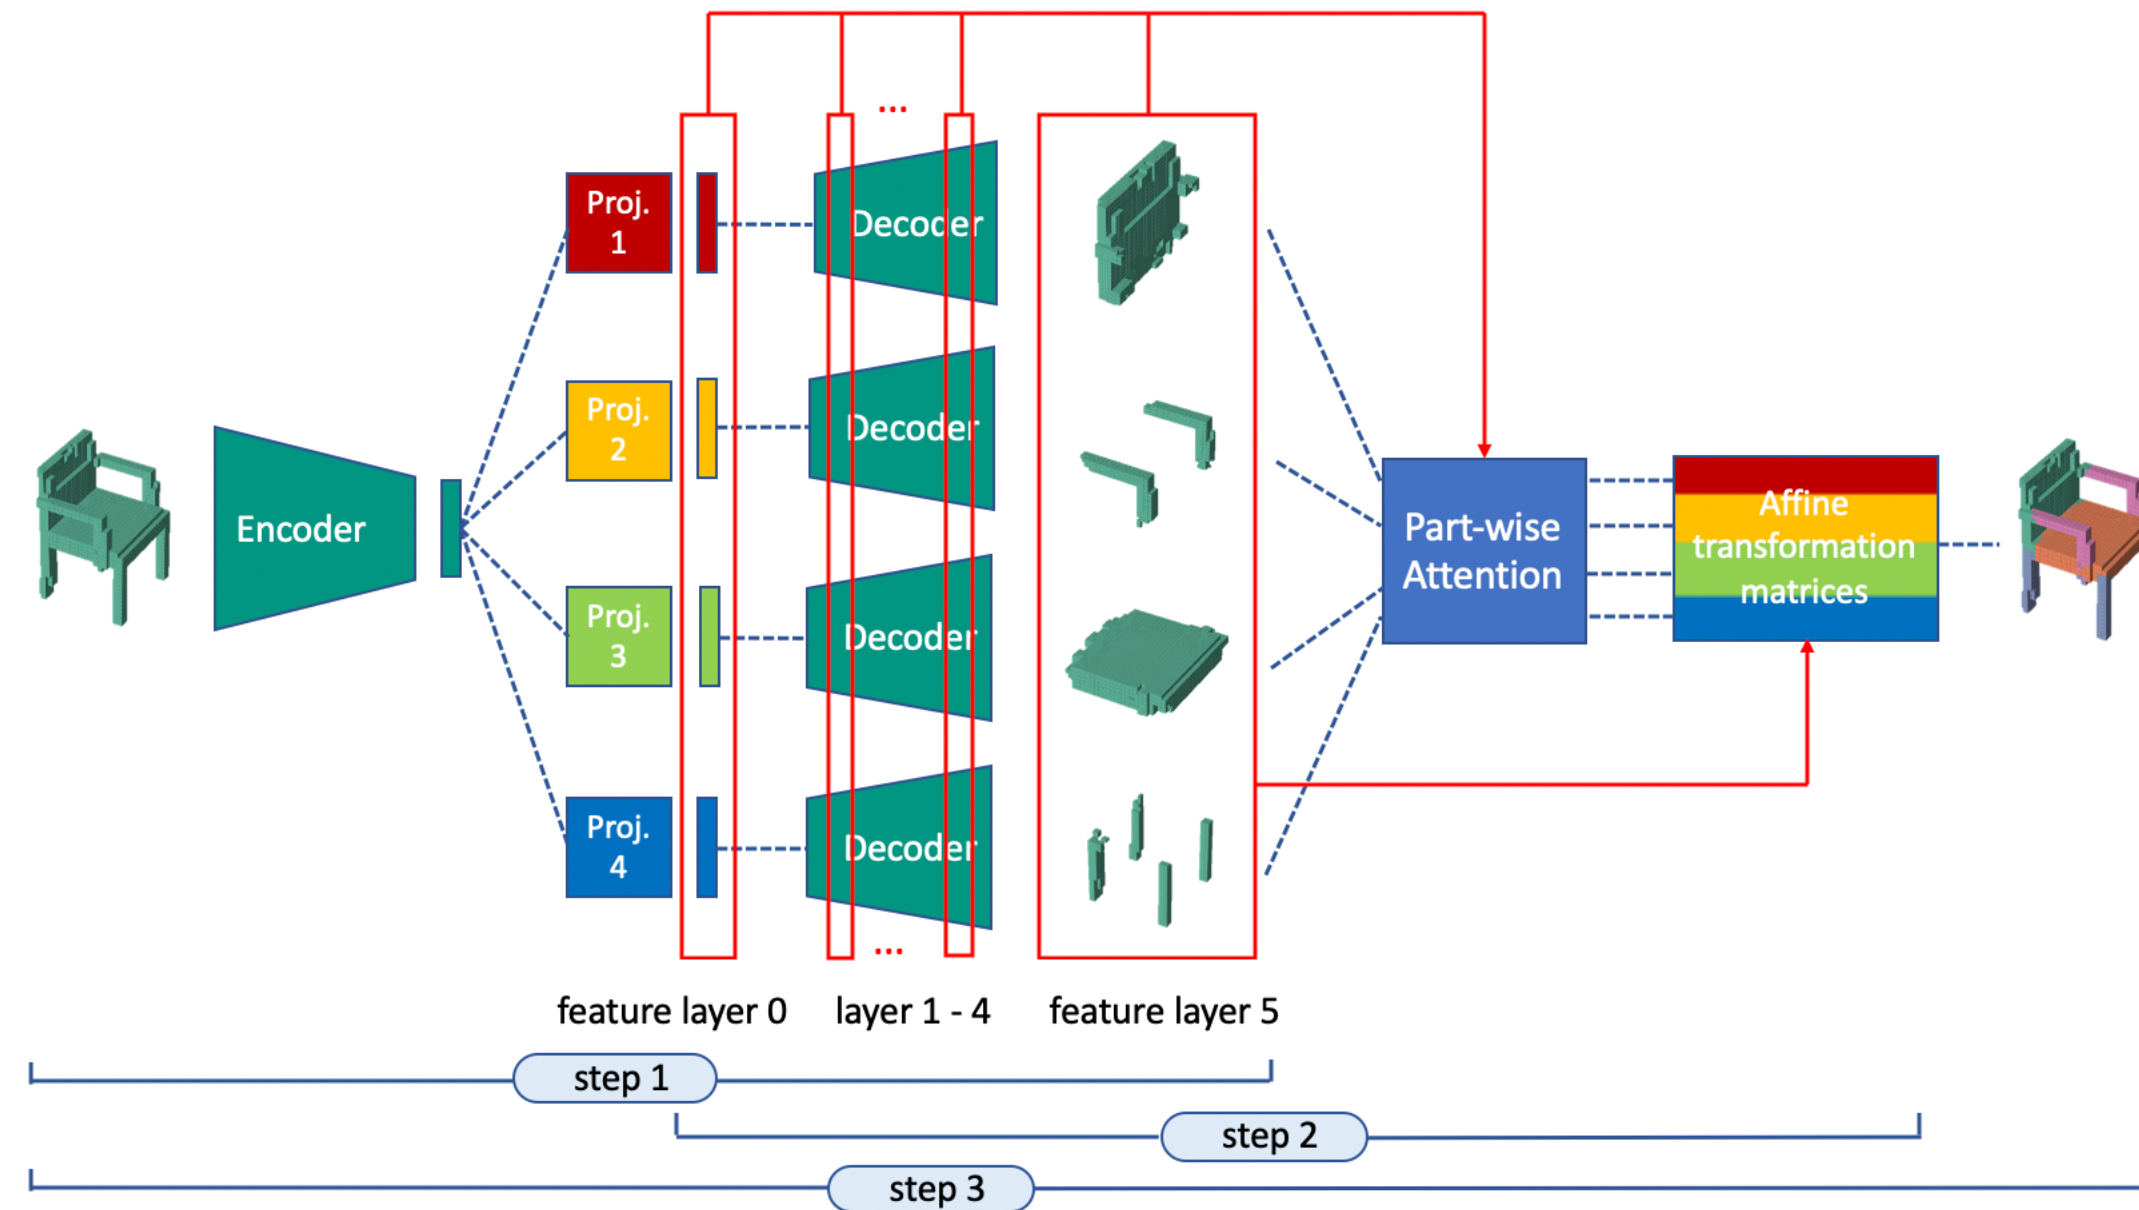 ...
Proj.
1
Decoder
Proj.
2
Decoder
Encoder
Proj.
3
Decoder
Proj.
4
Decoder
...
Part-wise
Attention
Affine
transformation
matrices
feature layer 0
layer 1 - 4
feature layer 5
step 1
step 2
step 3